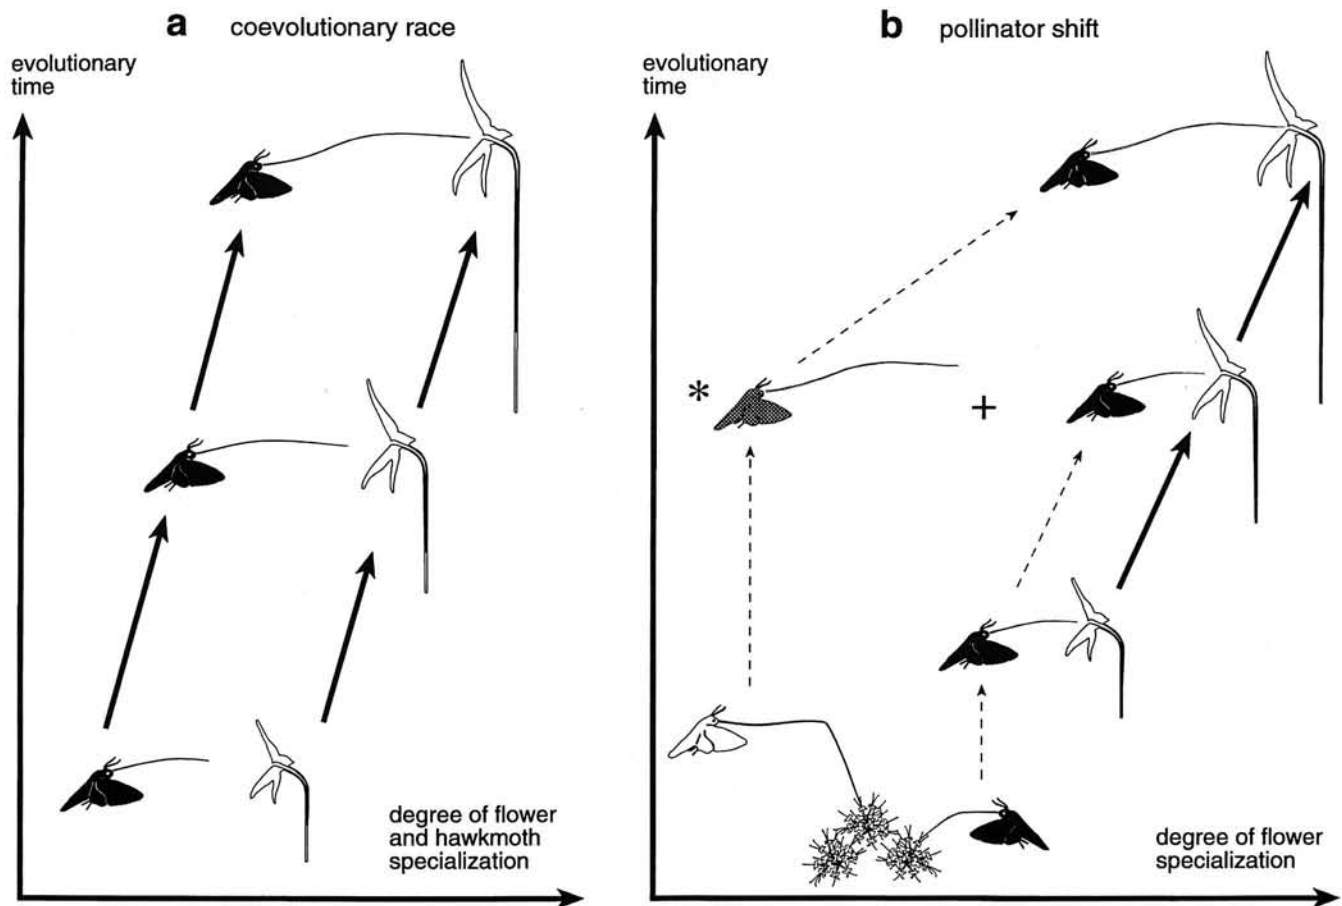 a coevolutionary race
evolutionary
time
degree of flower
and hawkmoth
specialization
b pollinator shift
evolutionary
time
*
+
degree of flower
specialization